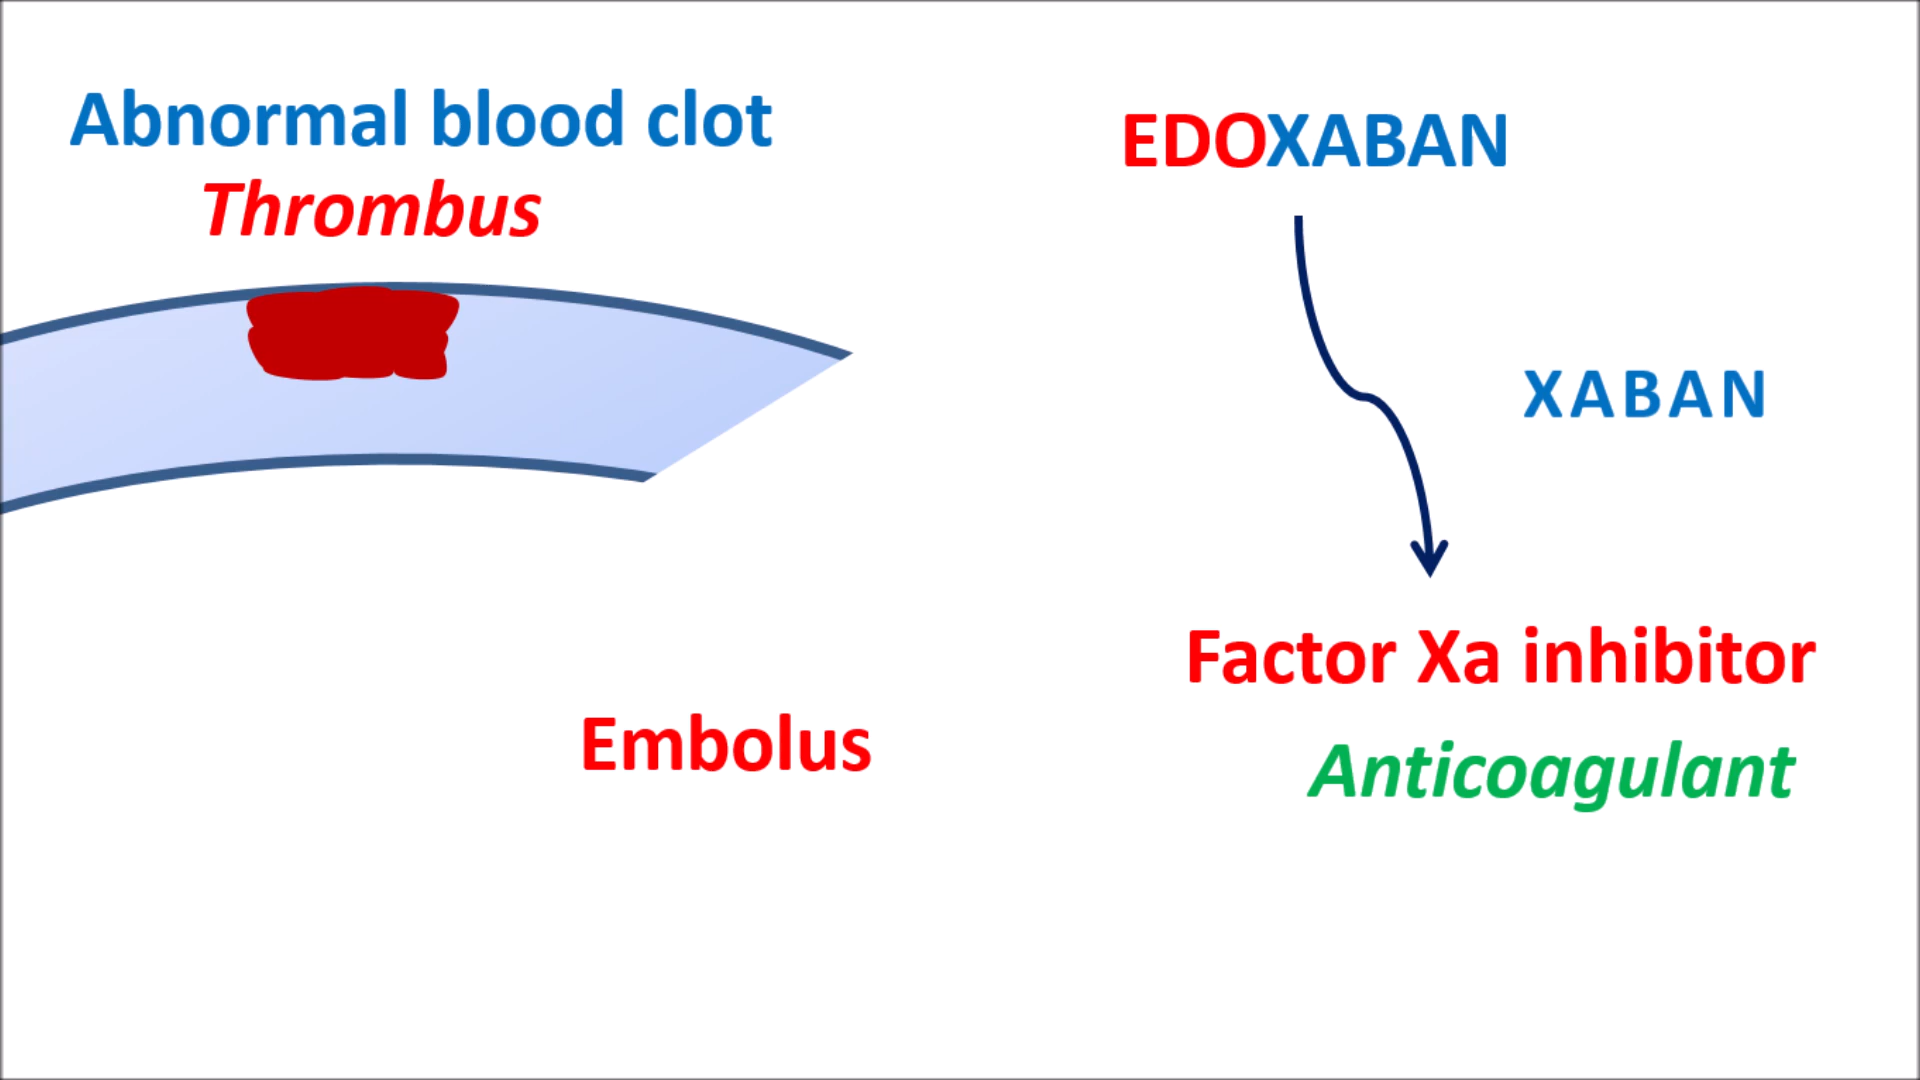 Abnormal blood clot
Thrombus
Embolus
EDOXABAN
XABAN
Factor Xa inhibitor
Anticoagulant